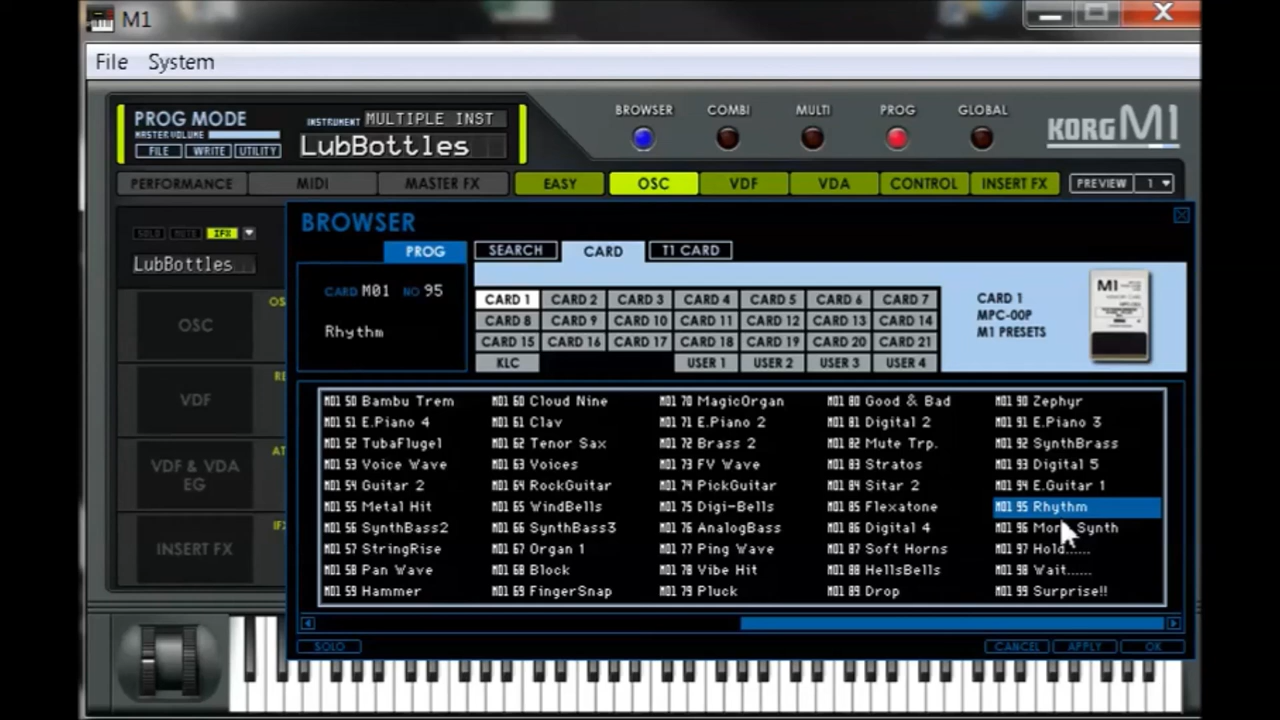 M1
File System
PROG MODE
MASTER VOLUME
FILE WRITE UTILITY
INSTRUMENT MULTIPLE INST
LubBottles
BROWSER COMBI MULTI PROG GLOBAL
KORG M1
PERFORMANCE MIDI MASTER FX EASY OSC VDF VDA CONTROL INSERT FX PREVIEW 1
SOLO MUTE IFX
LubBottles
OSC
VDF
VDF & VDA
EG
INSERT FX
BROWSER
PROG SEARCH CARD T1 CARD
CARD M01 NO 95
Rhythm
CARD 1 CARD 2 CARD 3 CARD 4 CARD 5 CARD 6 CARD 7
CARD 8 CARD 9 CARD 10 CARD 11 CARD 12 CARD 13 CARD 14
CARD 15 CARD 16 CARD 17 CARD 18 CARD 19 CARD 20 CARD 21
KLC USER 1 USER 2 USER 3 USER 4
CARD 1
MPC-00P
M1 PRESETS
M1
M01 50 Bambu Trem M01 60 Cloud Nine M01 70 MagicOrgan M01 80 Good & Bad M01 90 Zephyr
M01 51 E.Piano 4 M01 61 Clav M01 71 E.Piano 2 M01 81 Digital 2 M01 91 E.Piano 3
M01 52 TubaFlugel M01 62 Tenor Sax M01 72 Brass 2 M01 82 Mute Trp. M01 92 SynthBrass
M01 53 Voice Wave M01 63 Voices M01 73 FV Wave M01 83 Stratos M01 93 Digital 5
M01 54 Guitar 2 M01 64 RockGuitar M01 74 PickGuitar M01 84 Sitar 2 M01 94 E.Guitar 1
M01 55 Metal Hit M01 65 WindBells M01 75 Digi-Bells M01 85 Flexatone M01 95 Rhythm
M01 56 SynthBass2 M01 66 SynthBass3 M01 76 AnalogBass M01 86 Digital 4 M01 96 Synth
M01 57 StringRise M01 67 Organ 1 M01 77 Ping Wave M01 87 Soft Horns M01 97 Hold......
M01 58 Pan Wave M01 68 Block M01 78 Vibe Hit M01 88 HellsBells M01 98 Wait......
M01 59 Hammer M01 69 FingerSnap M01 79 Pluck M01 89 Drop M01 99 Surprise!!
SOLO CANCEL APPLY OK